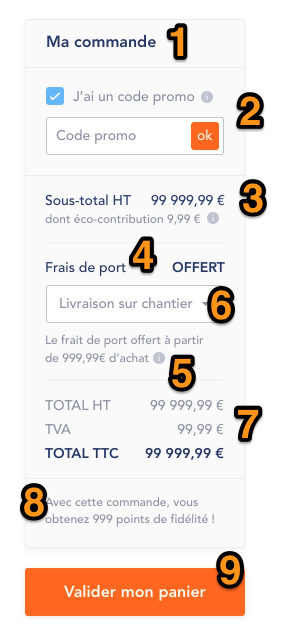 Ma commande 1
J'ai un code promo i 2
Code promo ok
Sous-total HT 99 999,99 € 3
dont éco-contribution 9,99 € i
4
Frais de port OFFERT
Livraison sur chantier 6
Le frait de port offert à partir
de 999,99€ d'achat i 5
TOTAL HT 99 999,99 €
TVA 99,99 € 7
TOTAL TTC 99 999,99 €
8 Avec cette commande, vous
obtenez 999 points de fidélité !
9
Valider mon panier